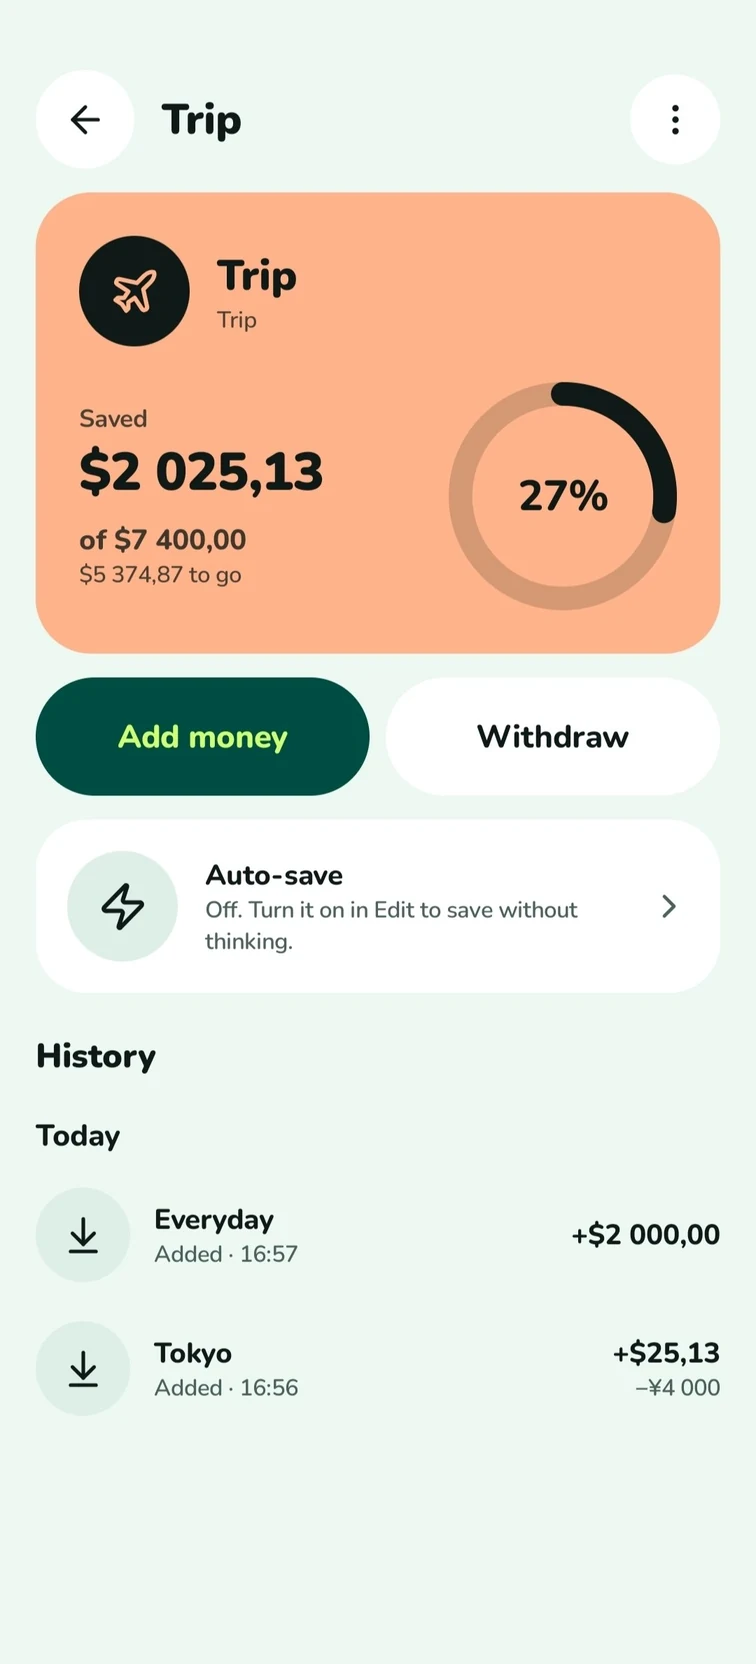 Trip
Trip
Trip
Saved
$2 025,13
of $7 400,00
$5 374,87 to go
27%
Add money
Withdraw
Auto-save
Off. Turn it on in Edit to save without
thinking.
History
Today
Everyday
Added · 16:57
+$2 000,00
Tokyo
Added · 16:56
+$25,13
−¥4 000